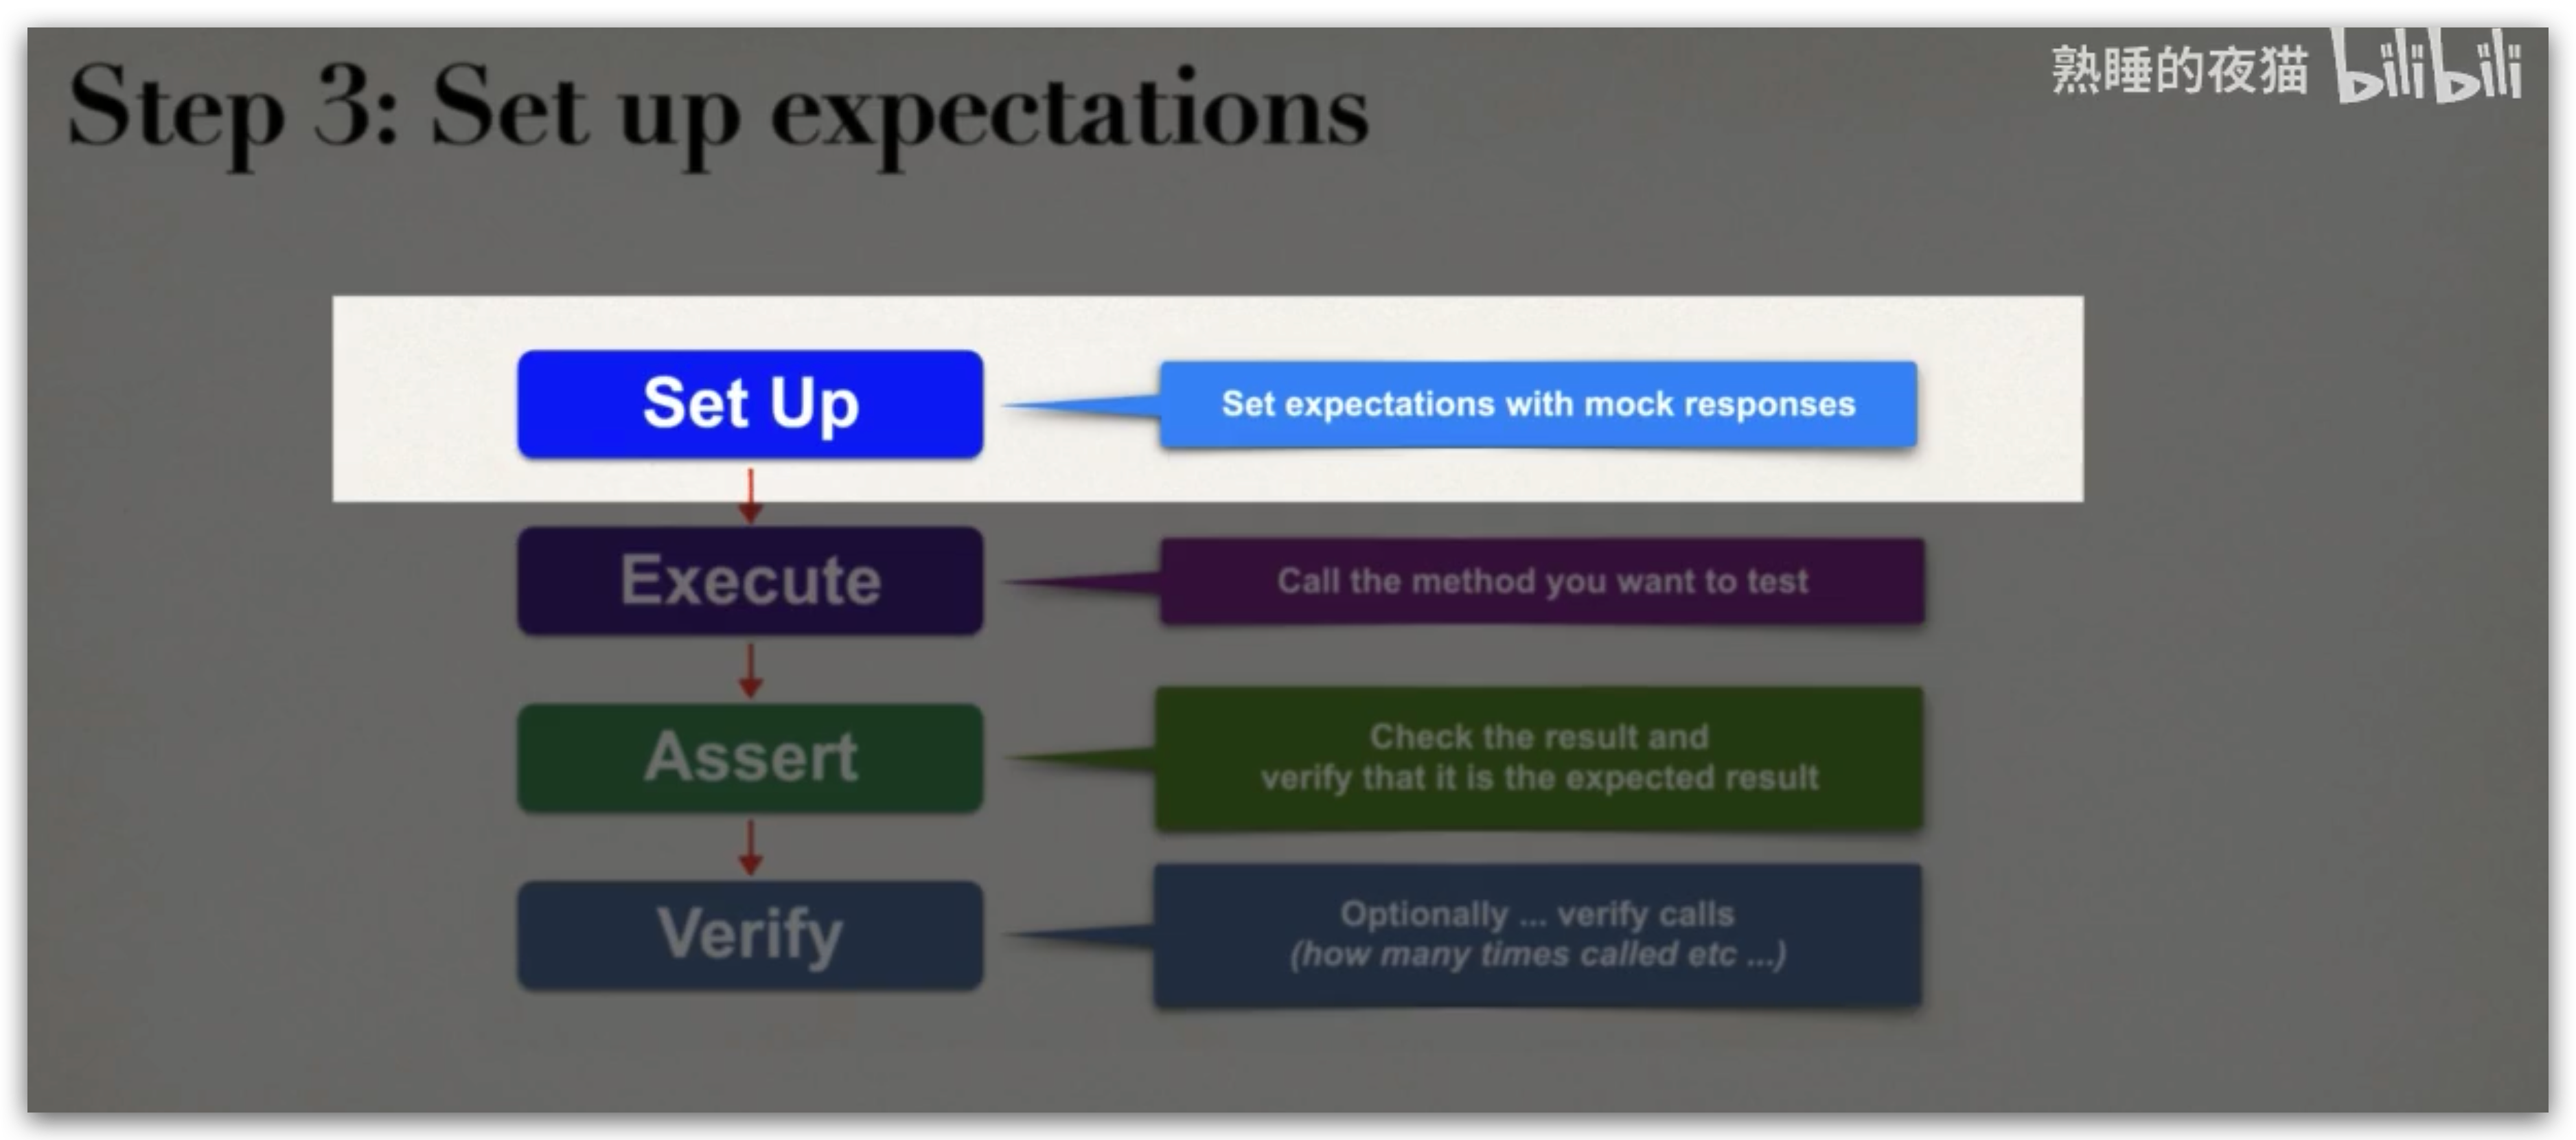 Step 3: Set up expectations
熟睡的夜猫 bilibili
Set Up
Set expectations with mock responses
Execute
Call the method you want to test
Assert
Check the result and
verify that it is the expected result
Verify
Optionally ... verify calls
(how many times called etc ...)